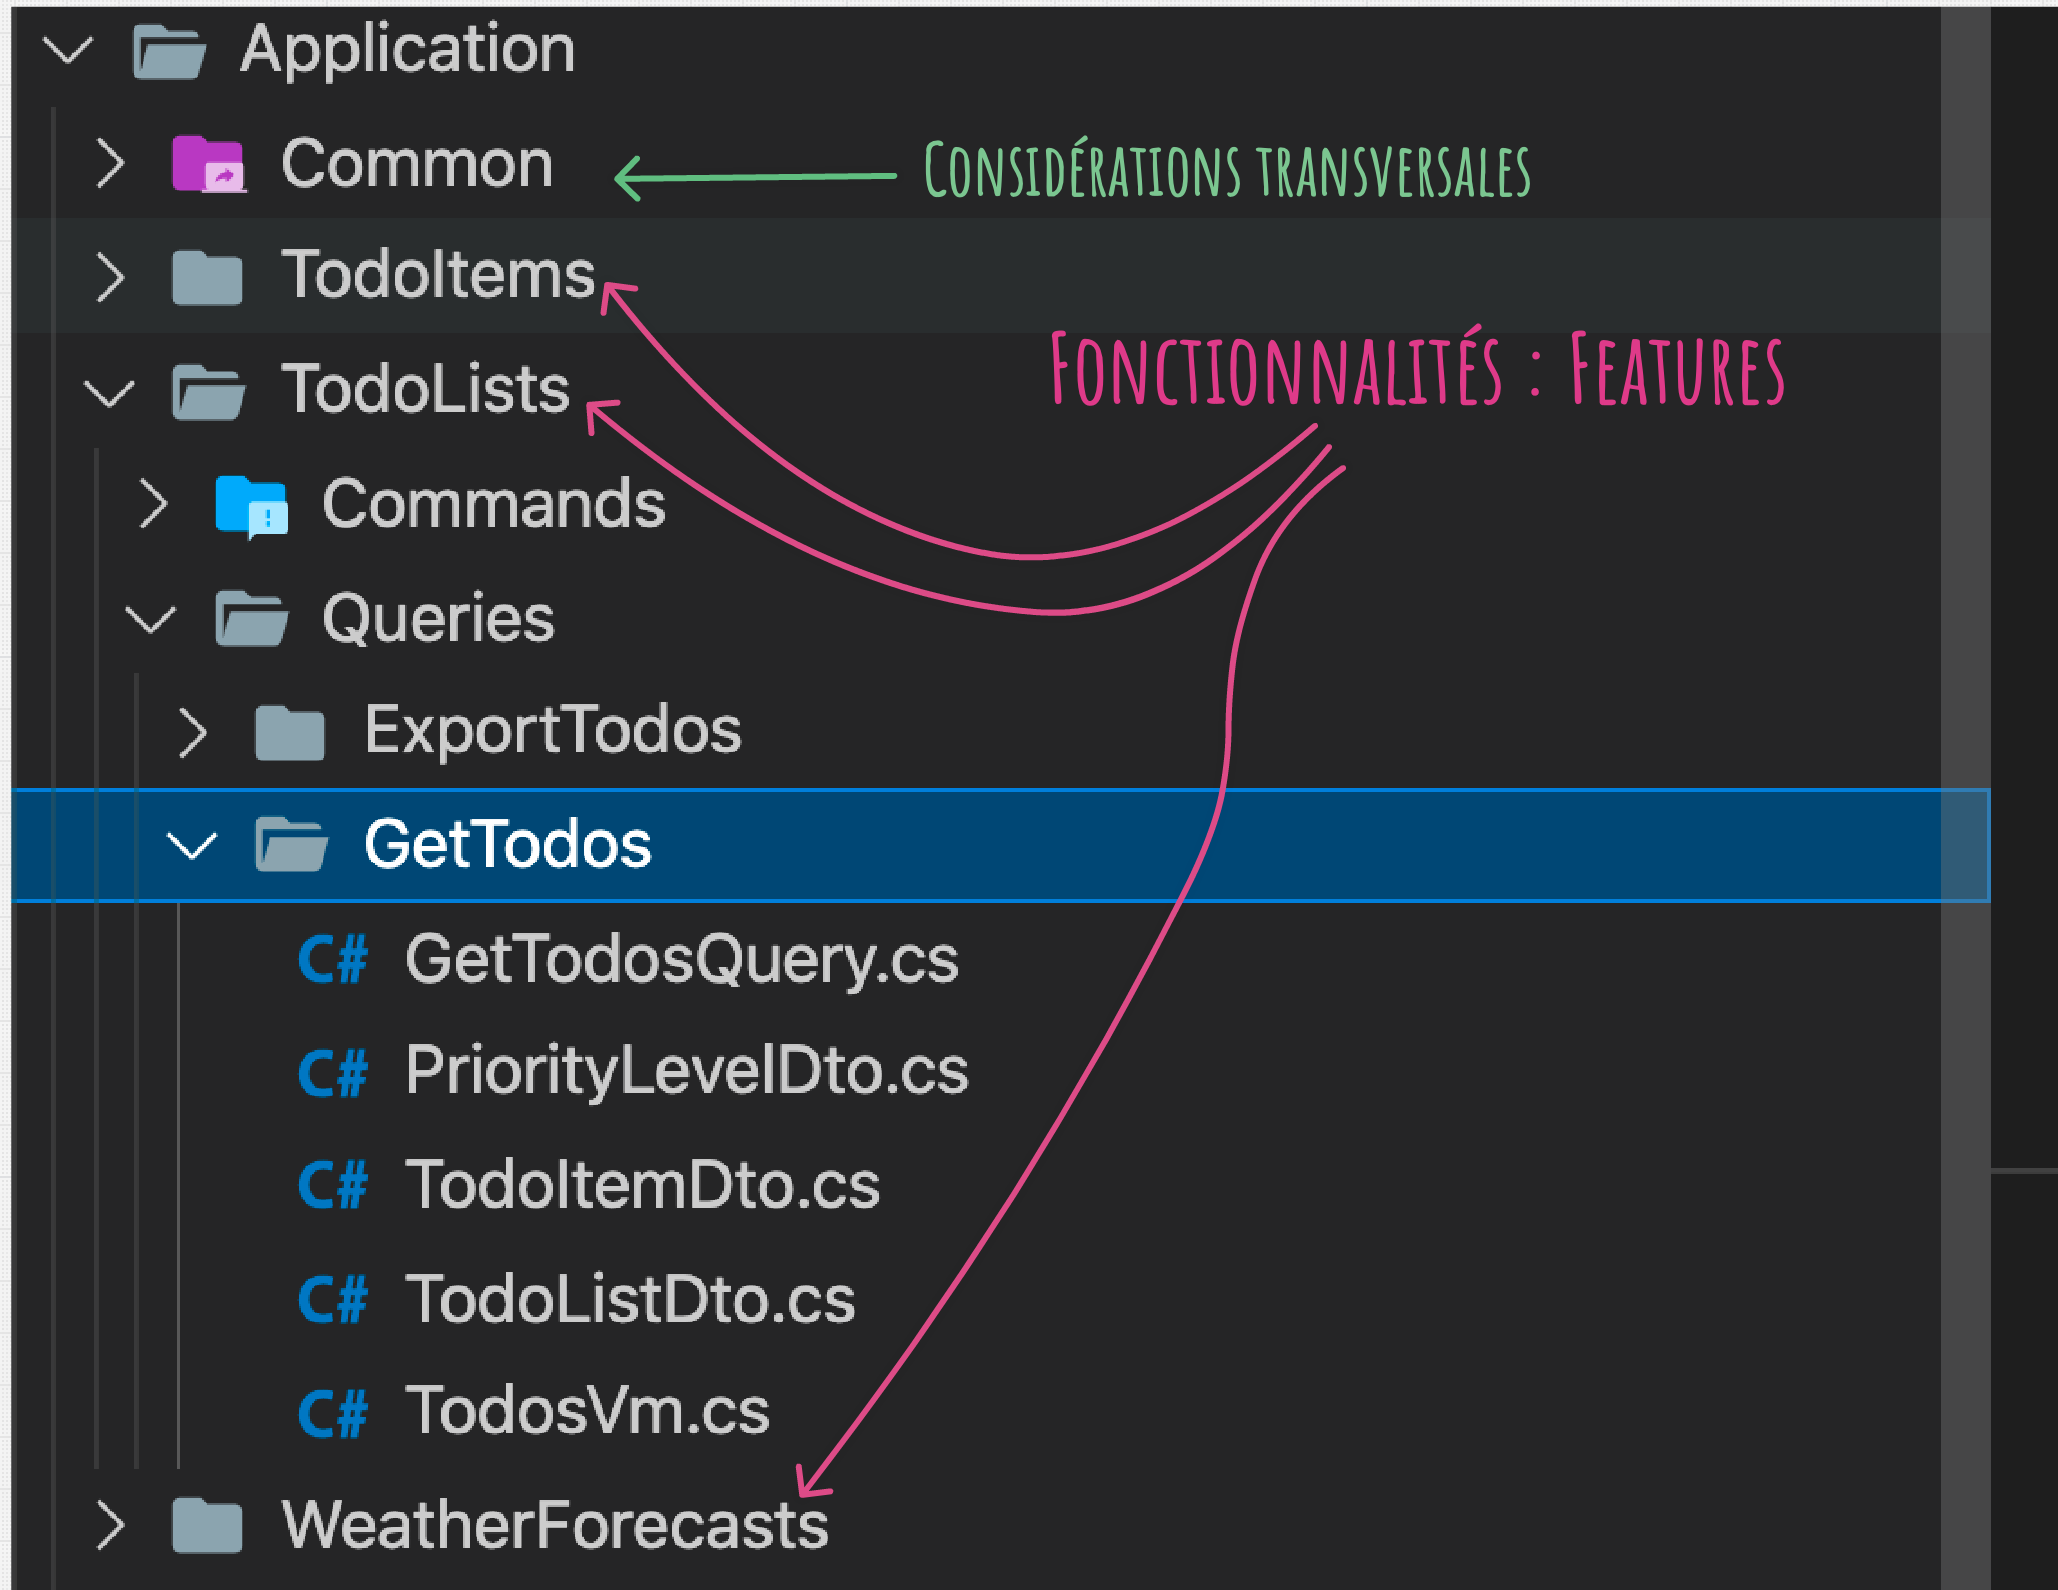 Application
Common
CONSIDÉRATIONS TRANSVERSALES
TodoItems
FONCTIONNALITÉS : FEATURES
TodoLists
Commands
Queries
ExportTodos
GetTodos
C# GetTodosQuery.cs
C# PriorityLevelDto.cs
C# TodoItemDto.cs
C# TodoListDto.cs
C# TodosVm.cs
WeatherForecasts